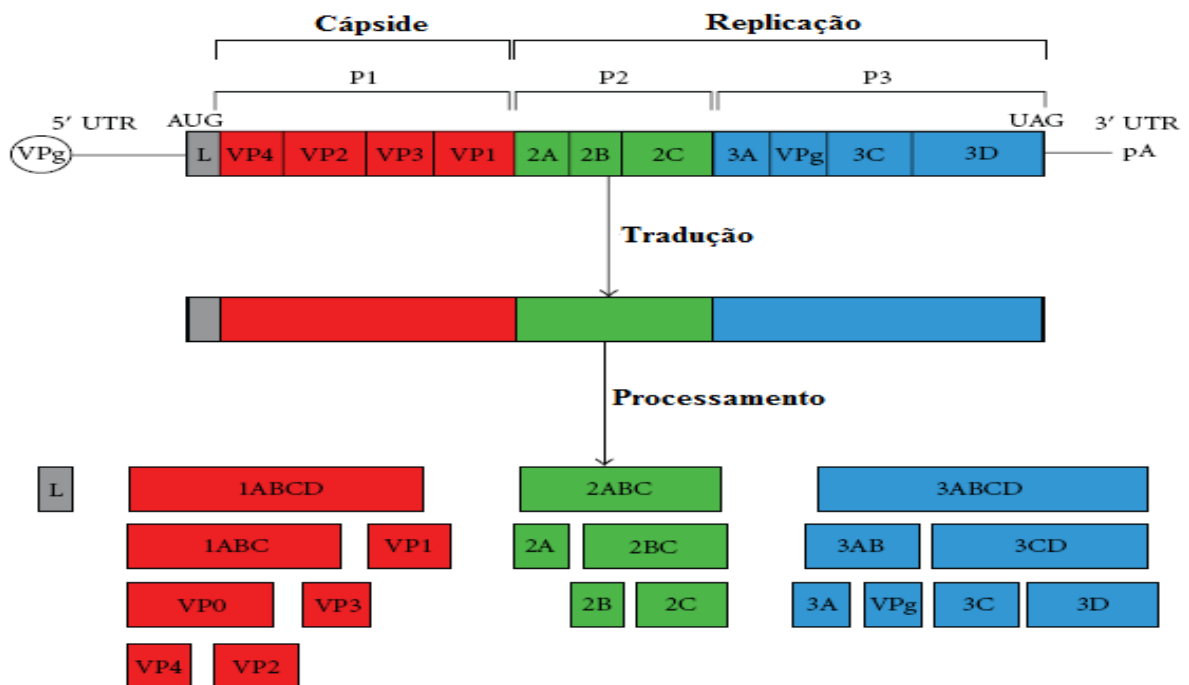 Cápside Replicação
P1 P2 P3
5′ UTR AUG UAG 3′ UTR
VPg L VP4 VP2 VP3 VP1 2A 2B 2C 3A VPg 3C 3D pA
Tradução
Processamento
L 1ABCD 2ABC 3ABCD
1ABC VP1 2A 2BC 3AB 3CD
VP0 VP3 2B 2C 3A VPg 3C 3D
VP4 VP2